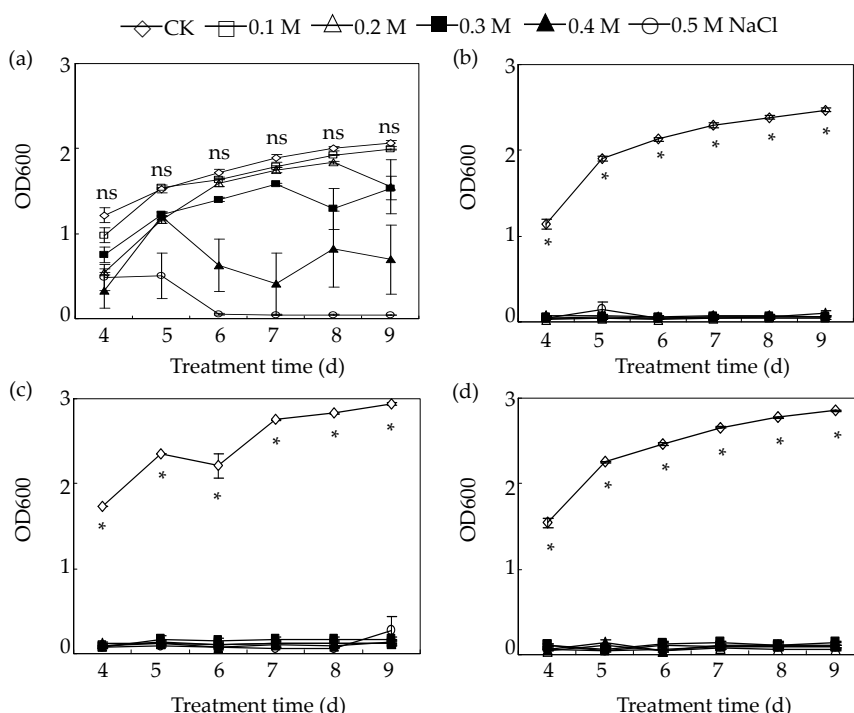 CK 0.1 M 0.2 M 0.3 M 0.4 M 0.5 M NaCl
(a)
3
2
1
0
OD600
ns ns ns ns ns ns
4 5 6 7 8 9
Treatment time (d)
(b)
3
2
1
0
OD600
* * * * * *
4 5 6 7 8 9
Treatment time (d)
(c)
3
2
1
0
OD600
* * * * * *
4 5 6 7 8 9
Treatment time (d)
(d)
3
2
1
0
OD600
* * * * * *
4 5 6 7 8 9
Treatment time (d)